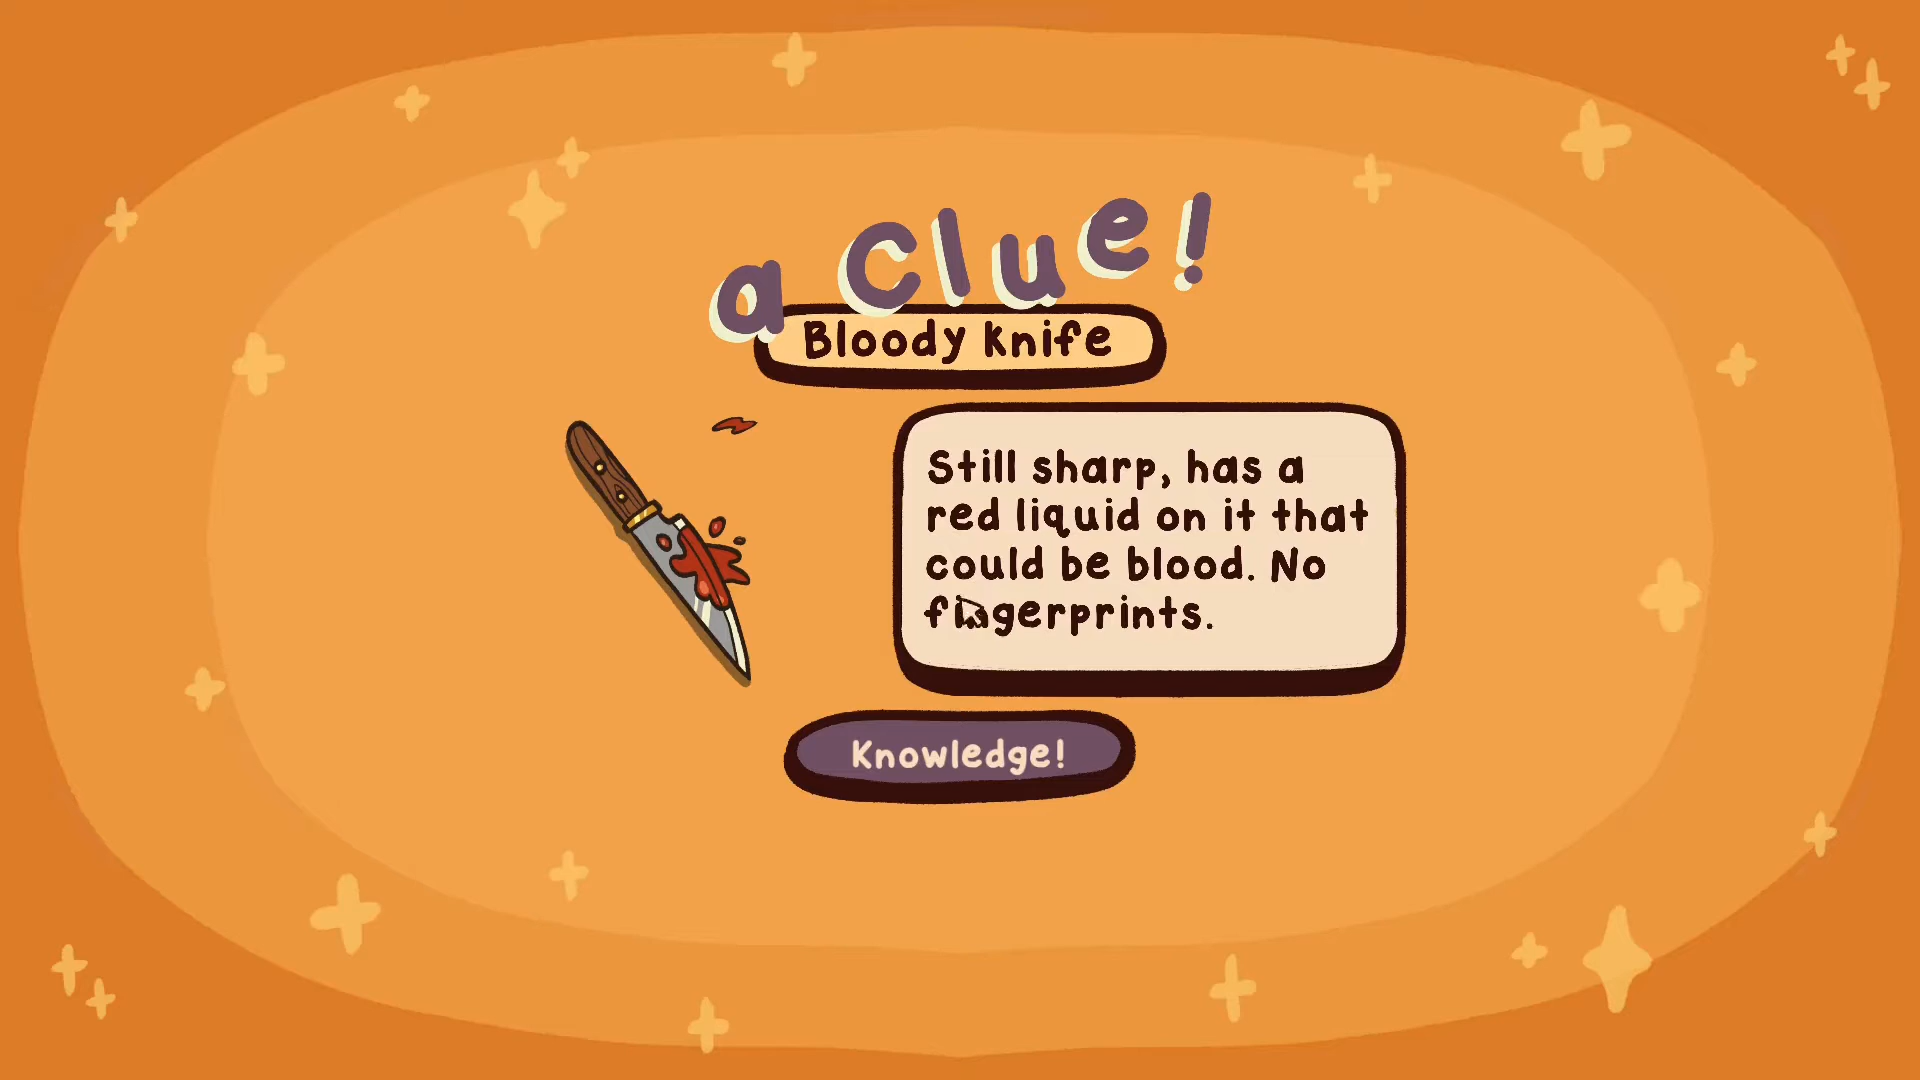 a Clue!
Bloody knife
Still sharp, has a
red liquid on it that
could be blood. No
fingerprints.
Knowledge!